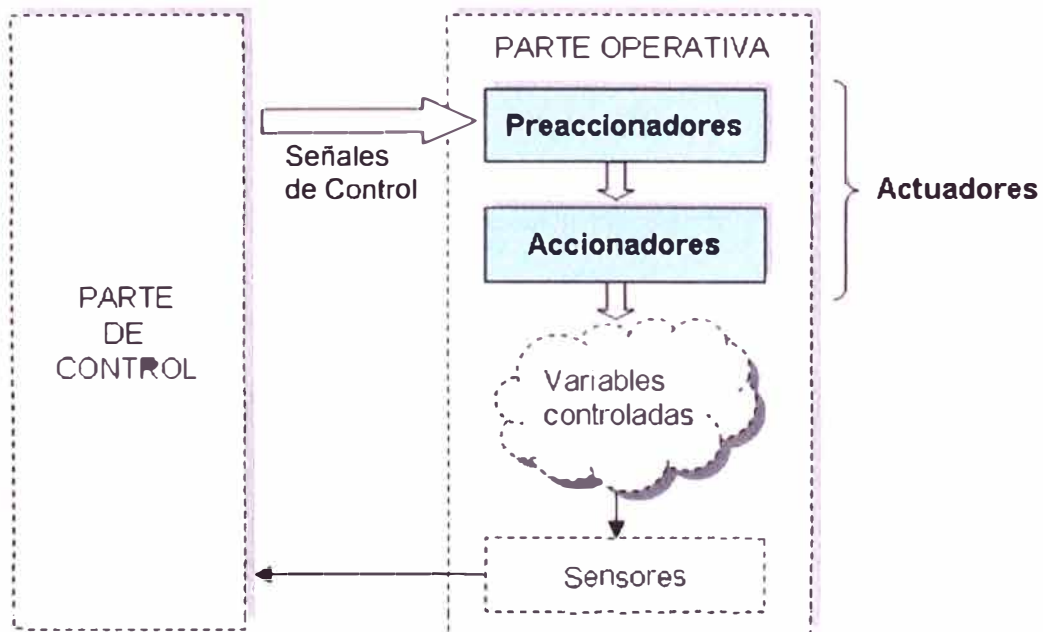 PARTE OPERATIVA
Preaccionadores
Señales
de Control
Actuadores
Accionadores
PARTE
DE
CONTROL
Variables
controladas
Sensores